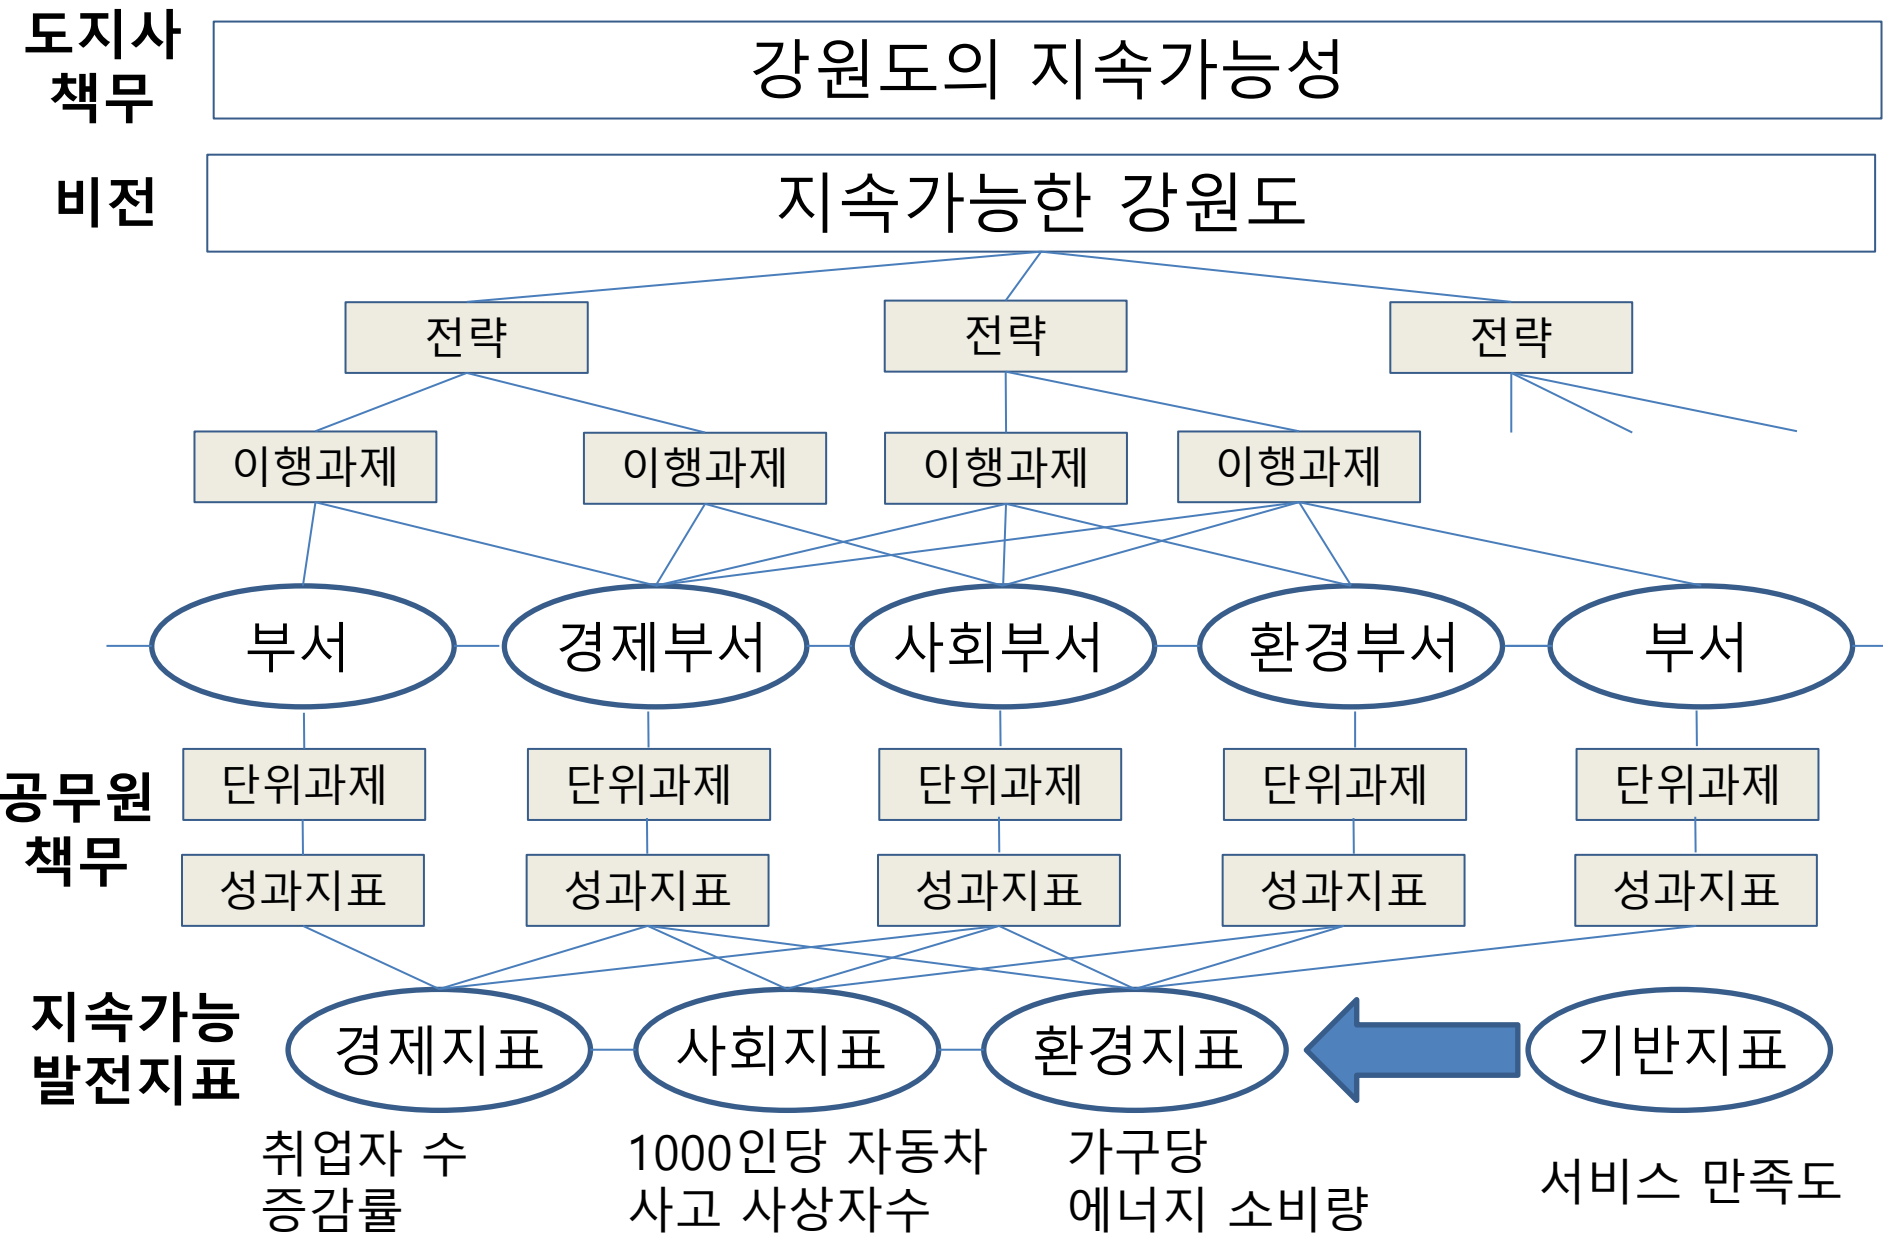 도지사
책무
강원도의 지속가능성
비전
지속가능한 강원도
전략
전략
전략
이행과제
이행과제
이행과제
이행과제
부서
경제부서
사회부서
환경부서
부서
공무원
책무
단위과제
단위과제
단위과제
단위과제
단위과제
성과지표
성과지표
성과지표
성과지표
성과지표
지속가능
발전지표
경제지표
사회지표
환경지표
기반지표
취업자 수
증감률
1000인당 자동차
사고 사상자수
가구당
에너지 소비량
서비스 만족도